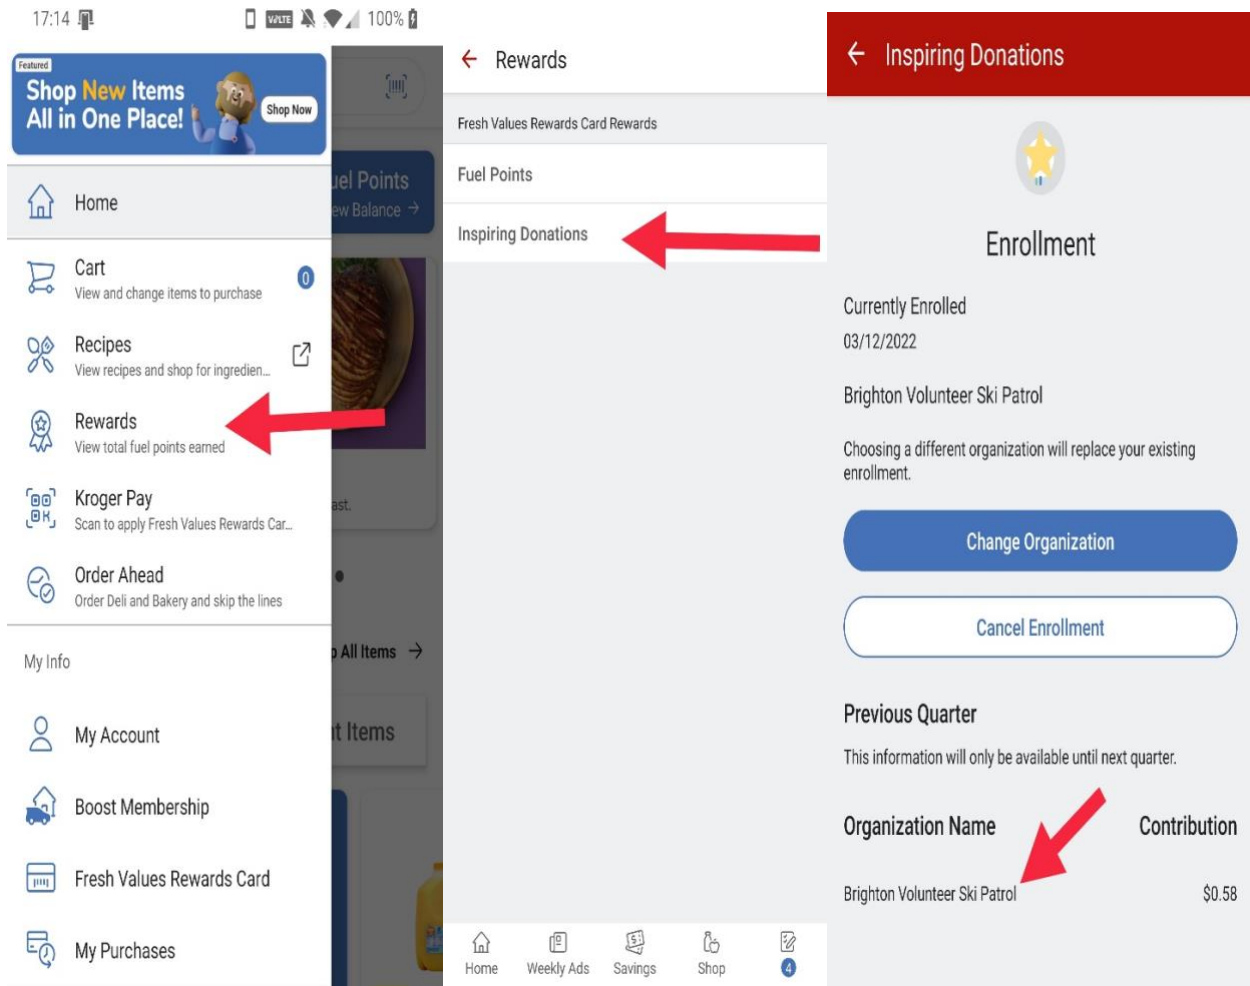 17:14
VoLTE
100%
Featured
Shop New Items
All in One Place!
Shop Now
Home
Cart
View and change items to purchase
0
Recipes
View recipes and shop for ingredien...
Rewards
View total fuel points earned
Kroger Pay
Scan to apply Fresh Values Rewards Car...
Order Ahead
Order Deli and Bakery and skip the lines
My Info
My Account
Boost Membership
Fresh Values Rewards Card
My Purchases
uel Points
ew Balance →
ast.
p All Items →
nt Items
← Rewards
Fresh Values Rewards Card Rewards
Fuel Points
Inspiring Donations
Home
Weekly Ads
Savings
Shop
4
← Inspiring Donations
Enrollment
Currently Enrolled
03/12/2022
Brighton Volunteer Ski Patrol
Choosing a different organization will replace your existing
enrollment.
Change Organization
Cancel Enrollment
Previous Quarter
This information will only be available until next quarter.
Organization Name Contribution
Brighton Volunteer Ski Patrol $0.58